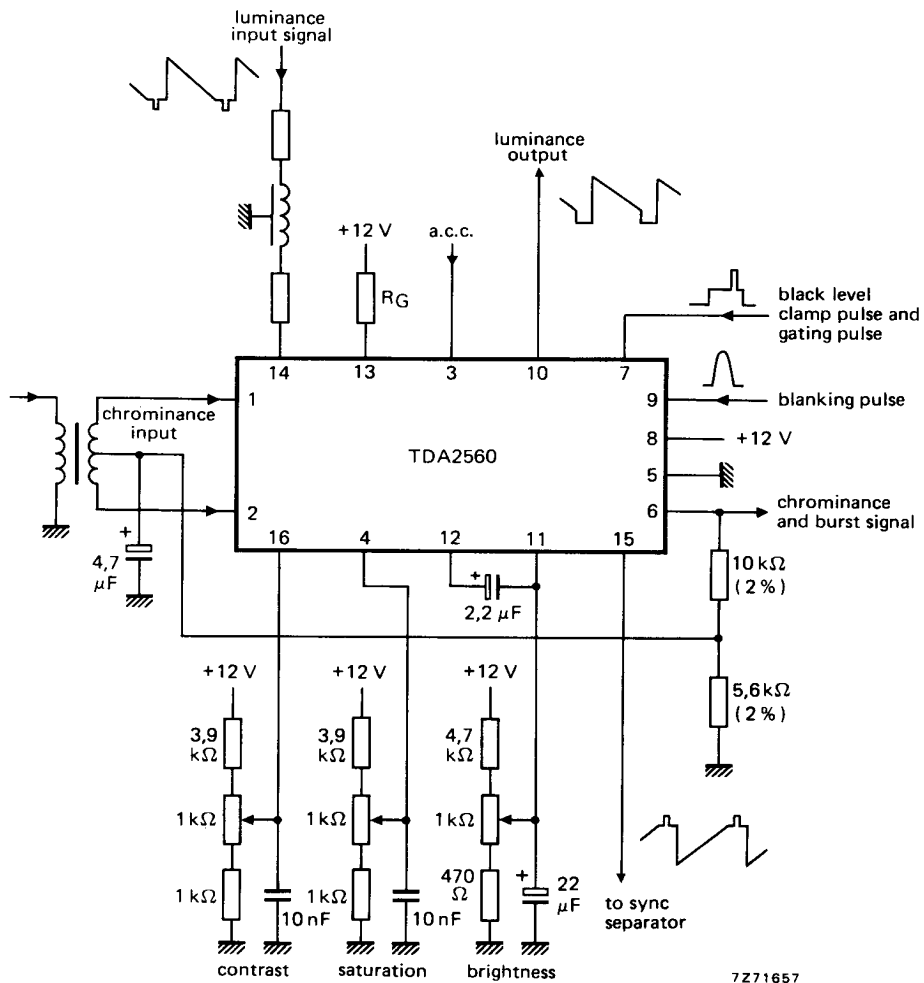 luminance
input signal
luminance
output
+12 V
a.c.c.
R_G
black level
clamp pulse and
gating pulse
14
13
3
10
7
1
chrominance
input
9
blanking pulse
8
+12 V
TDA2560
5
2
6
chrominance
and burst signal
16
4
12
11
15
+
4,7
μF
+
2,2 μF
10 kΩ
(2%)
+12 V
+12 V
+12 V
5,6 kΩ
(2%)
3,9
kΩ
3,9
kΩ
4,7
kΩ
1 kΩ
1 kΩ
1 kΩ
1 kΩ
10 nF
1 kΩ
10 nF
470
Ω
+
22
μF
to sync
separator
contrast
saturation
brightness
7Z71657